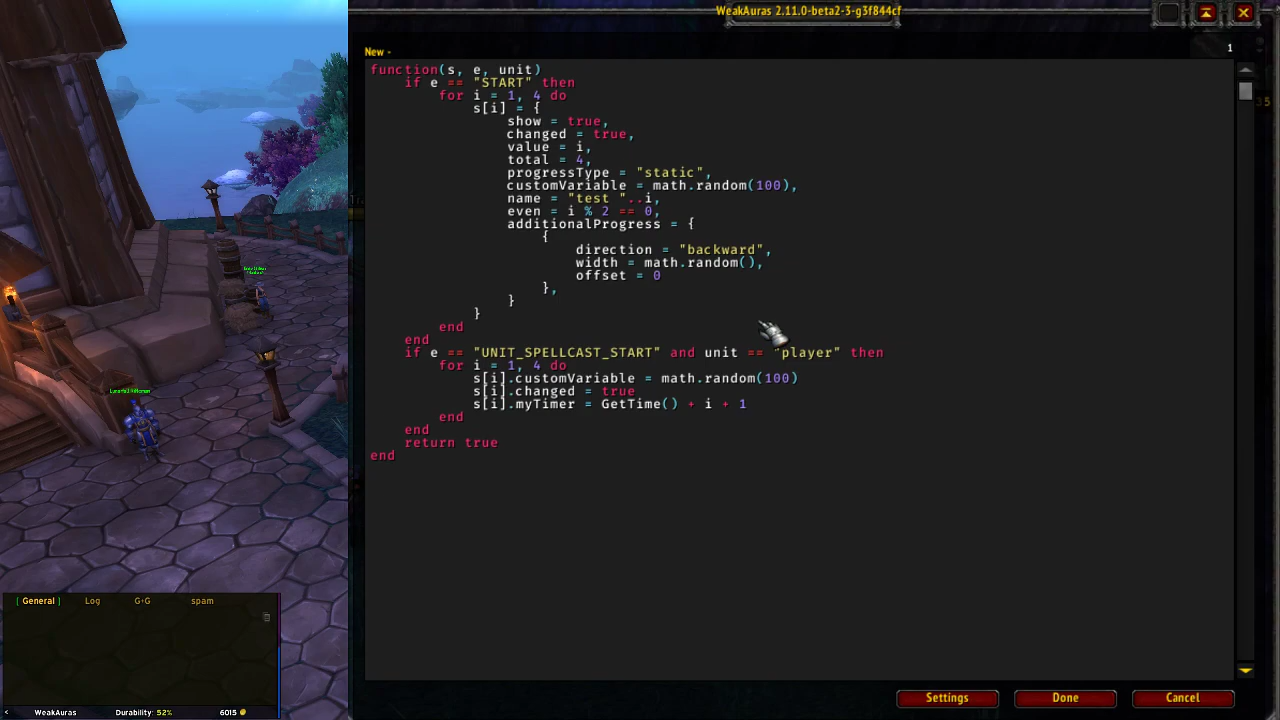 WeakAuras 2.11.0-beta2-3-g3f844cf
New -
1
function(s, e, unit)
    if e == "START" then
        for i = 1, 4 do
            s[i] = {
                show = true,
                changed = true,
                value = i,
                total = 4,
                progressType = "static",
                customVariable = math.random(100),
                name = "test "..i,
                even = i % 2 == 0,
                additionalProgress = {
                    {
                        direction = "backward",
                        width = math.random(),
                        offset = 0
                    },
                }
            }
        end
    end
    if e == "UNIT_SPELLCAST_START" and unit == "player" then
        for i = 1, 4 do
            s[i].customVariable = math.random(100)
            s[i].changed = true
            s[i].myTimer = GetTime() + i + 1
        end
    end
    return true
end
[ General ] Log G+G spam
< WeakAuras Durability: 52% 6015
Settings Done Cancel